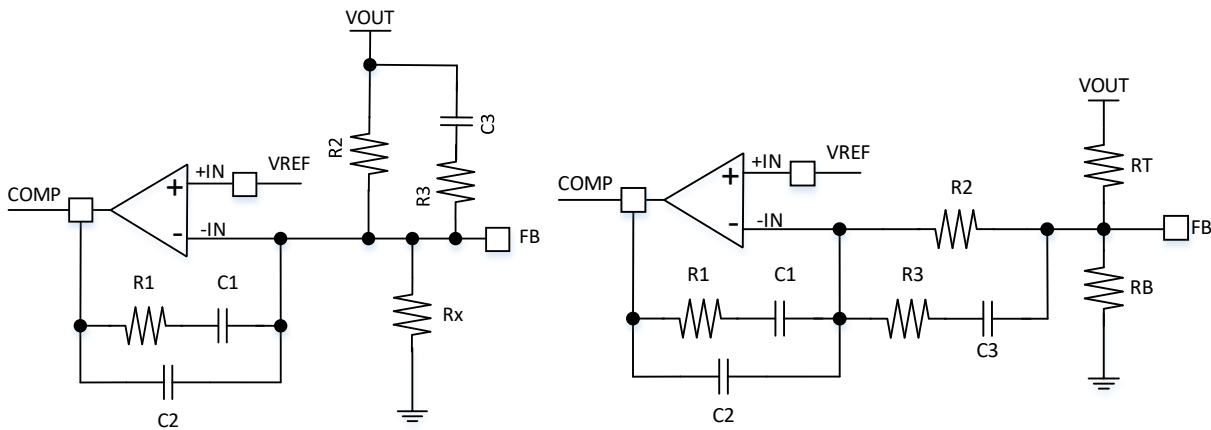 VOUT
R2
C3
R3
+IN
VREF
COMP
+
-
-IN
FB
R1
C1
Rx
C2
VOUT
RT
+IN
VREF
COMP
R2
+
-
-IN
FB
R1
C1
R3
RB
C3
C2